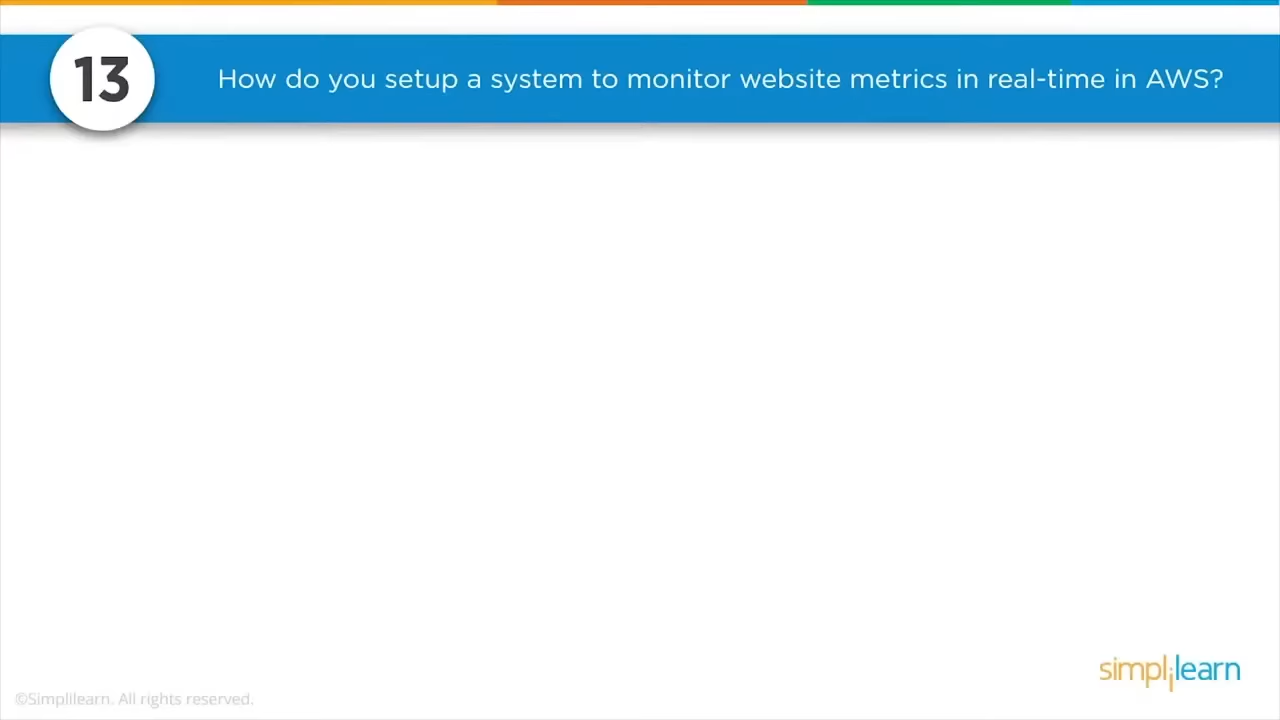 13
How do you setup a system to monitor website metrics in real-time in AWS?
simplilearn
©Simplilearn. All rights reserved.